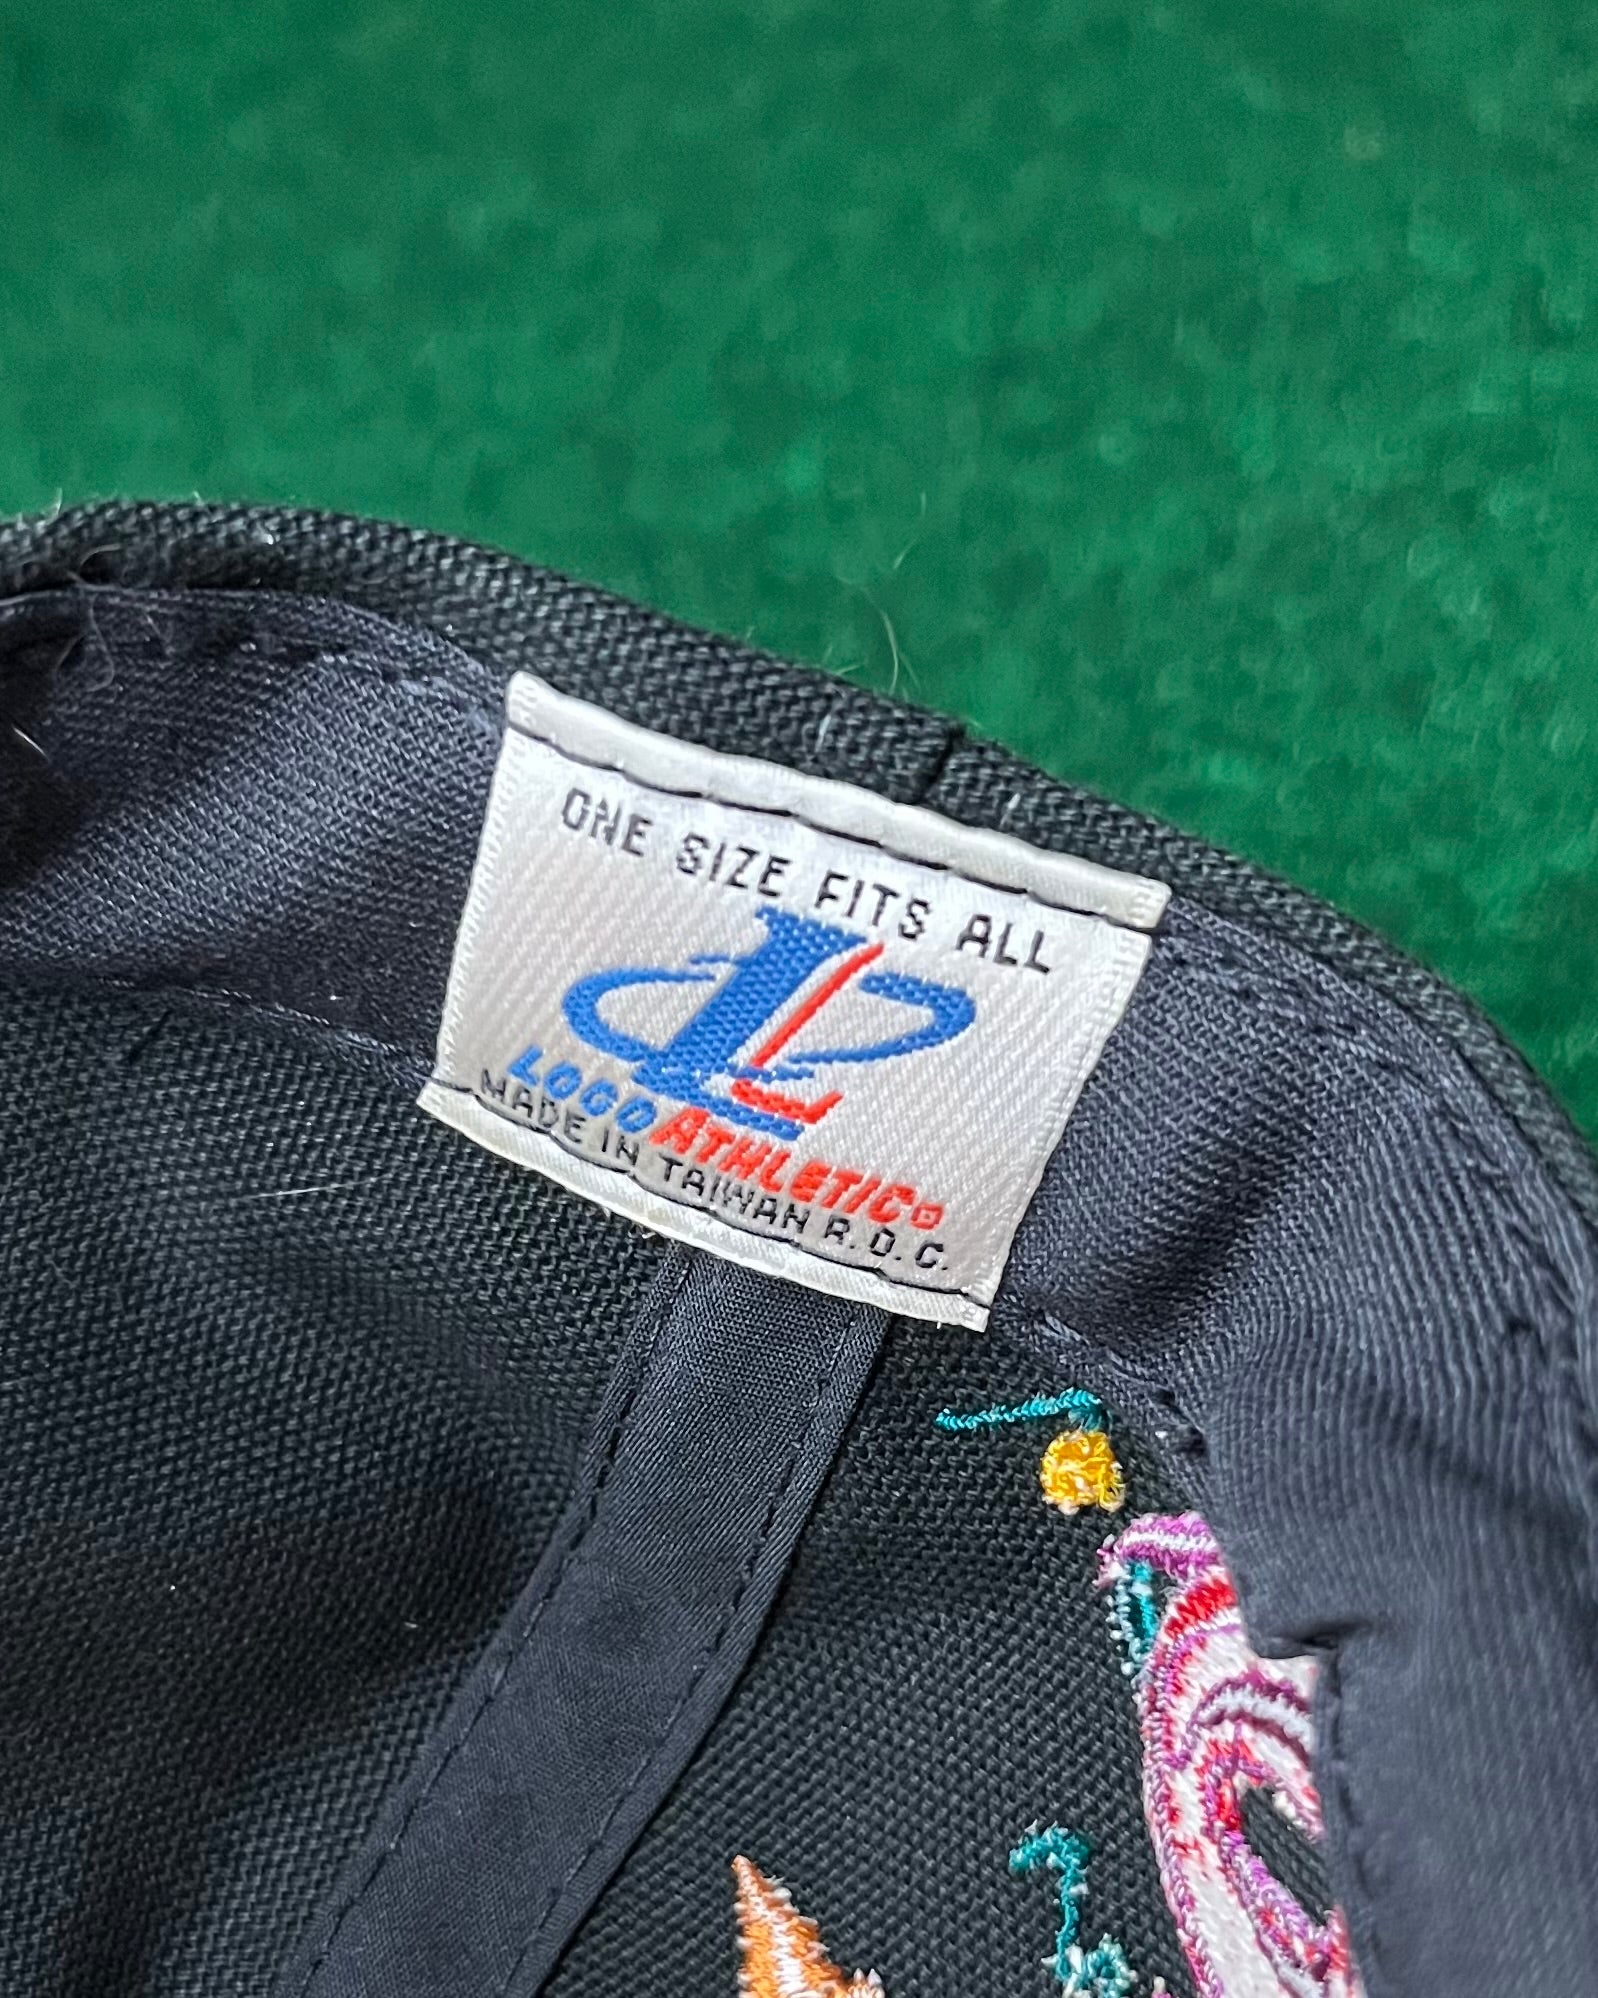 ONE SIZE FITS ALL
L
LOGO ATHLETIC®
MADE IN TAIWAN R.O.C.